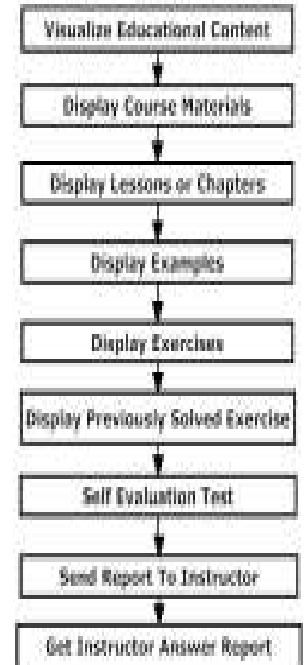 Visualize Educational Content
Display Course Materials
Display Lessons or Chapters
Display Examples
Display Exercises
Display Previously Solved Exercise
Self Evaluation Test
Send Report To Instructor
Get Instructor Answer Report